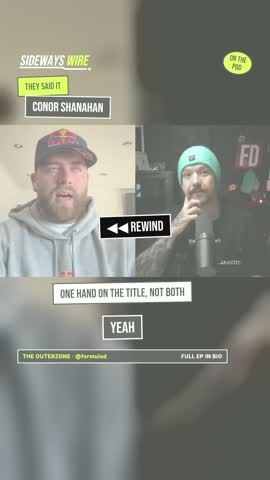 SIDEWAYS WIRE.
ON THE
POD
THEY SAID IT
CONOR SHANAHAN
FD
REWIND
ONE HAND ON THE TITLE, NOT BOTH
YEAH
THE OUTERZONE · @formulad
FULL EP IN BIO